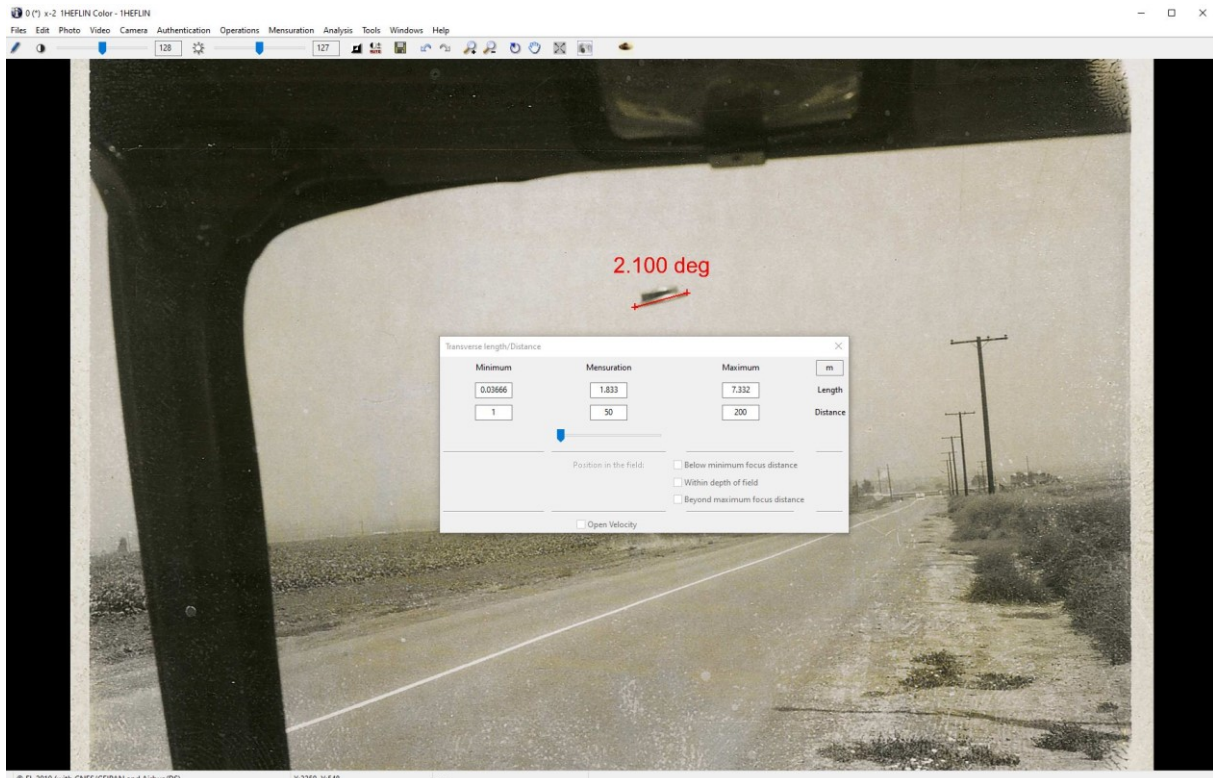 0 (*) x-2 1HEFLIN Color - 1HEFLIN
Files Edit Photo Video Camera Authentication Operations Mensuration Analysis Tools Windows Help
128 127
2.100 deg
Transverse length/Distance
Minimum Mensuration Maximum m
0.03666 1.833 7.332 Length
1 50 200 Distance
Position in the field: Below minimum focus distance
Within depth of field
Beyond maximum focus distance
Open Velocity